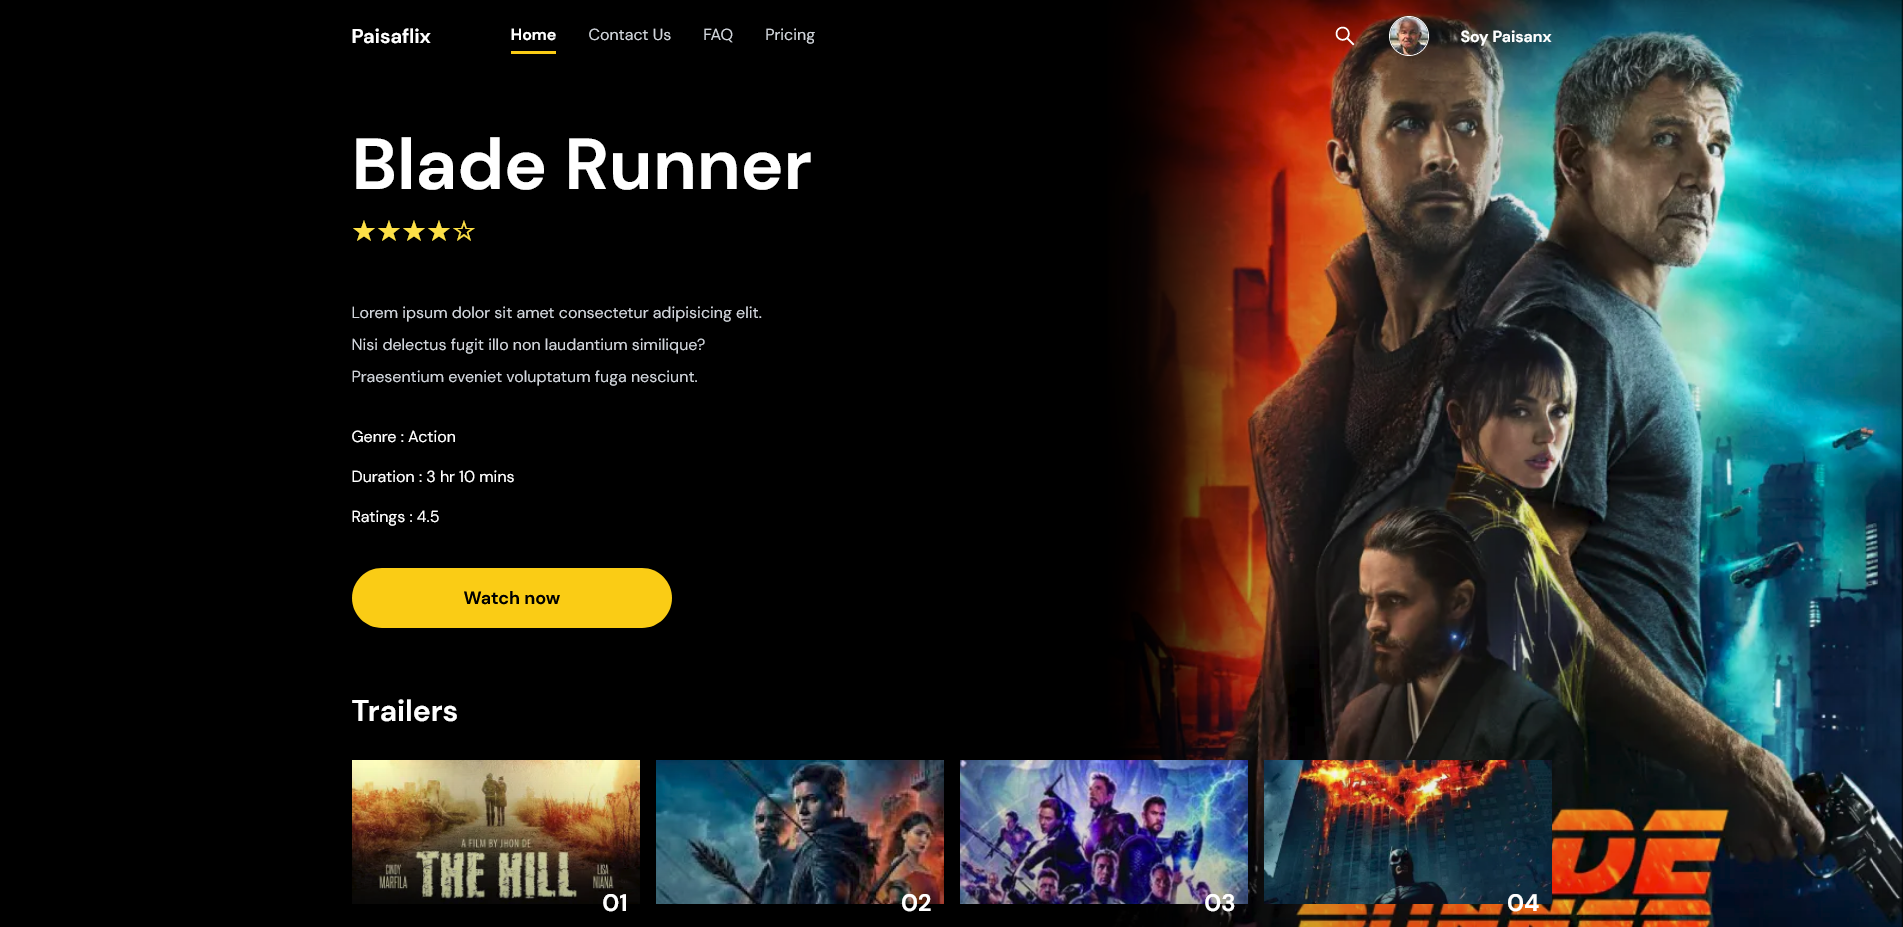 Paisaflix
Home
Contact Us
FAQ
Pricing
Soy Paisanx
Blade Runner
Lorem ipsum dolor sit amet consectetur adipisicing elit.
Nisi delectus fugit illo non laudantium similique?
Praesentium eveniet voluptatum fuga nesciunt.
Genre : Action
Duration : 3 hr 10 mins
Ratings : 4.5
Watch now
Trailers
A FILM BY JHON DE
CINDY
MARFILA
THE HILL
LISA
NIANA
01
02
03
04
DE
RUNNER